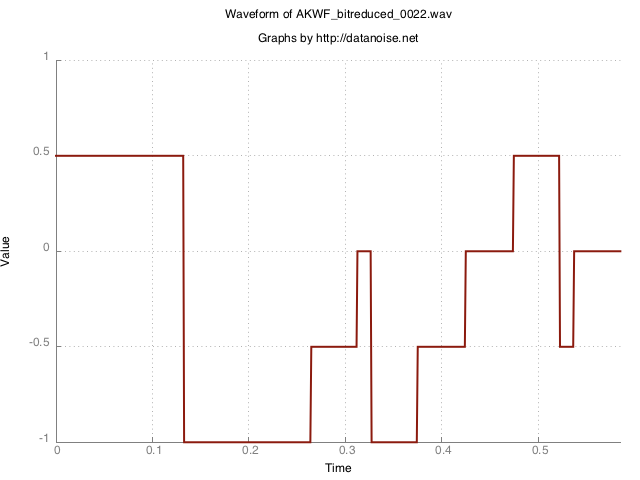 Waveform of AKWF_bitreduced_0022.wav
Graphs by http://datanoise.net
1
0.5
0
-0.5
-1
Value
0 0.1 0.2 0.3 0.4 0.5
Time